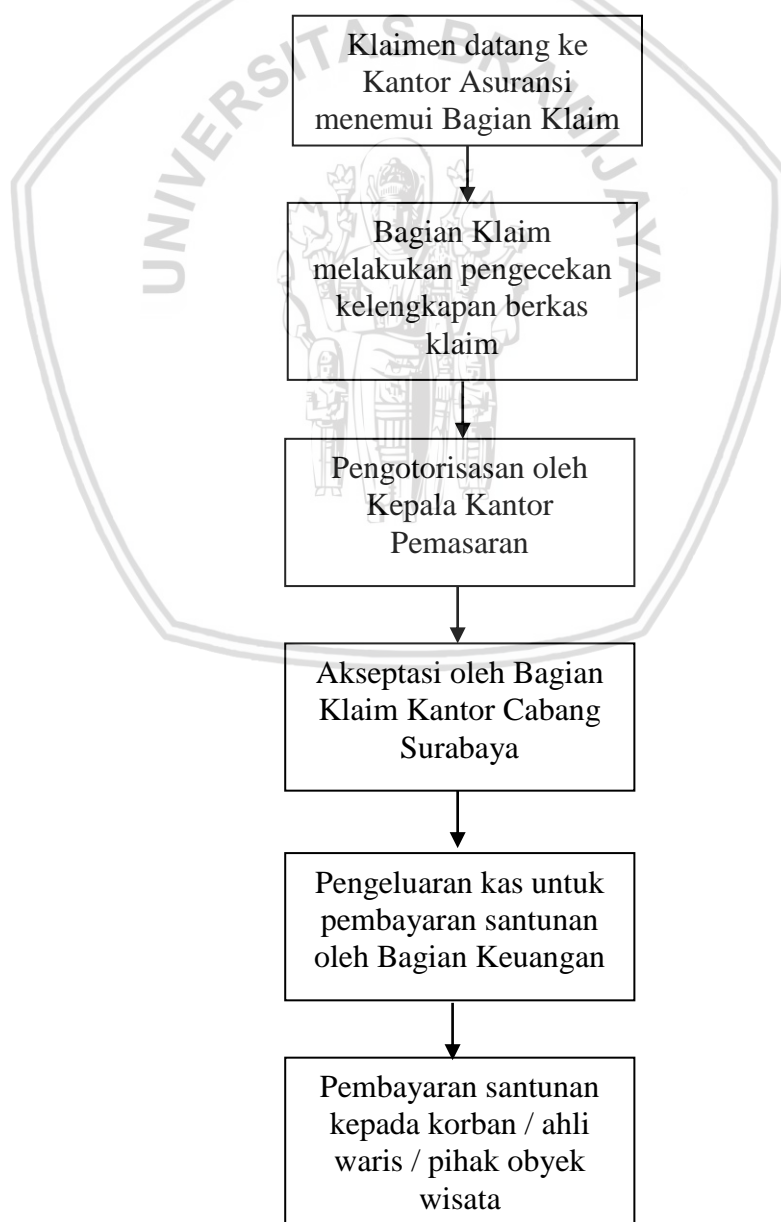 UNIVERSITAS BRAWIJAYA
Klaimen datang ke
Kantor Asuransi
menemui Bagian Klaim
Bagian Klaim
melakukan pengecekan
kelengkapan berkas
klaim
Pengotorisasan oleh
Kepala Kantor
Pemasaran
Akseptasi oleh Bagian
Klaim Kantor Cabang
Surabaya
Pengeluaran kas untuk
pembayaran santunan
oleh Bagian Keuangan
Pembayaran santunan
kepada korban / ahli
waris / pihak obyek
wisata